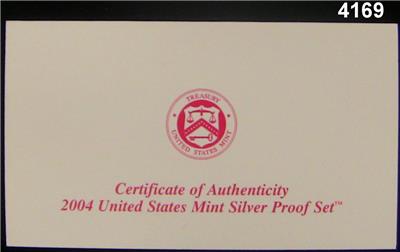 4169
TREASURY
UNITED STATES MINT
Certificate of Authenticity
2004 United States Mint Silver Proof Set™